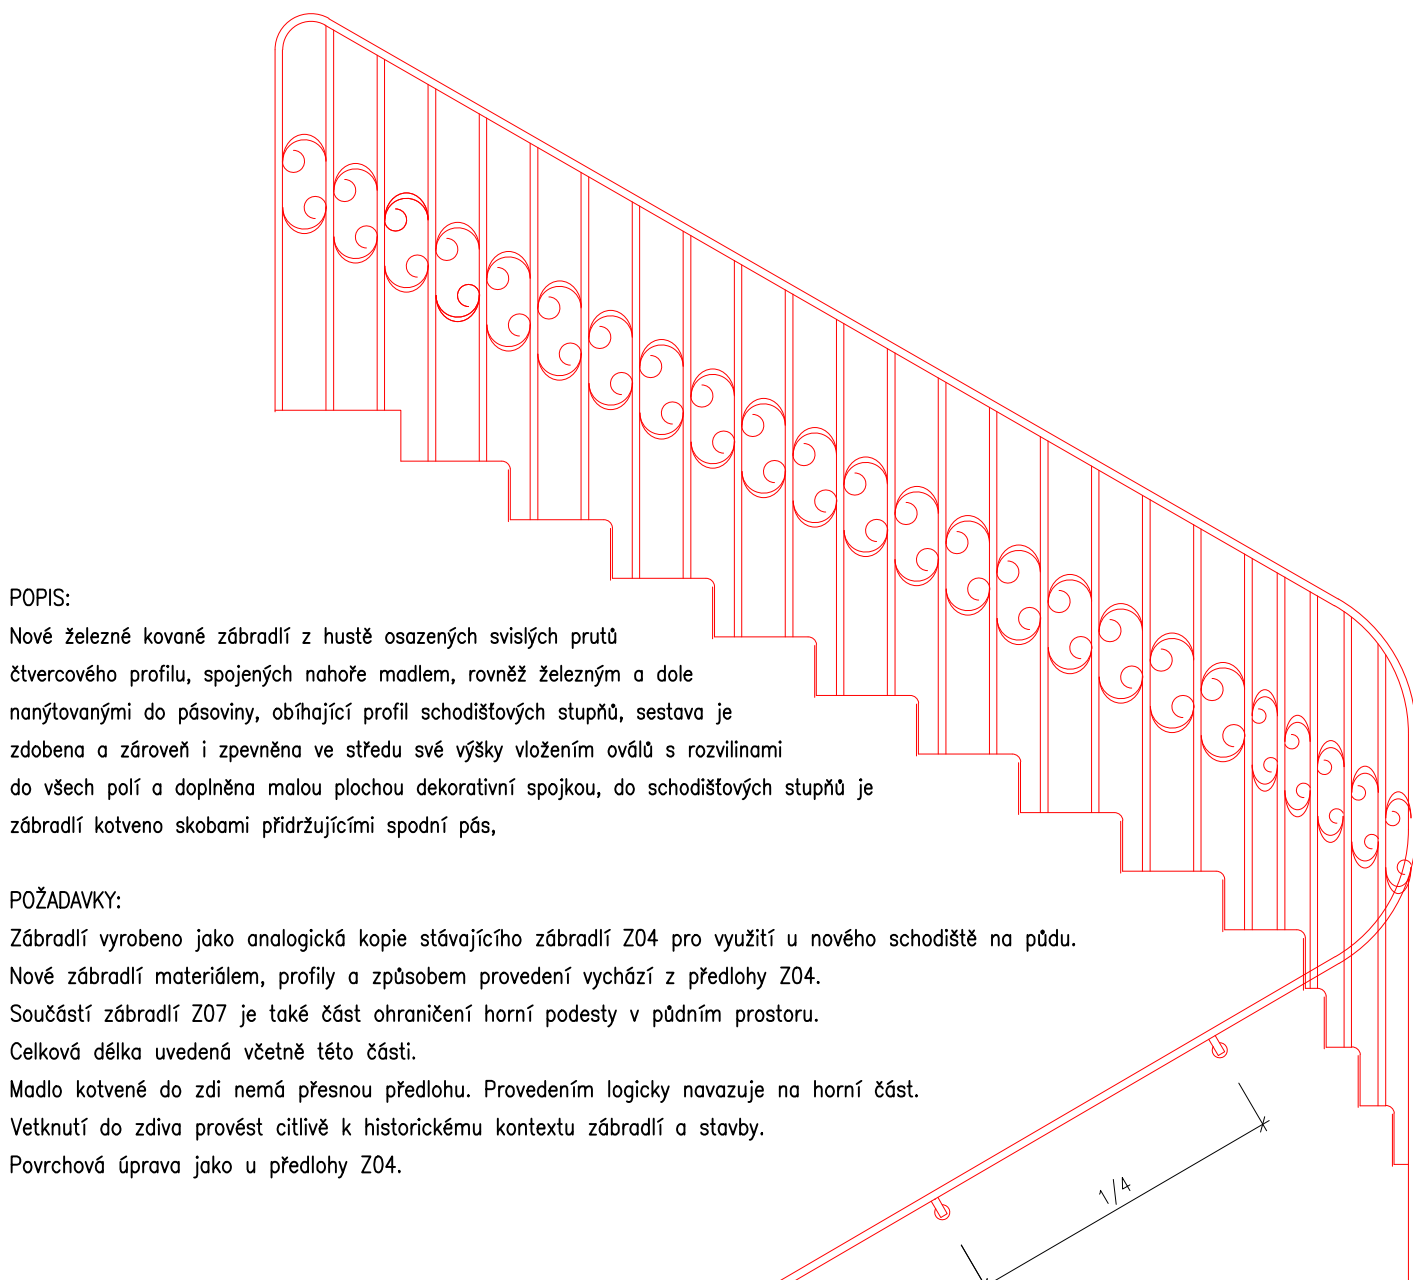 POPIS:
Nové železné kované zábradlí z hustě osazených svislých prutů
čtvercového profilu, spojených nahoře madlem, rovněž železným a dole
nanýtovanými do pásoviny, obíhající profil schodišťových stupňů, sestava je
zdobena a zároveň i zpevněna ve středu své výšky vložením oválů s rozvilinami
do všech polí a doplněna malou plochou dekorativní spojkou, do schodišťových stupňů je
zábradlí kotveno skobami přidržujícími spodní pás,
POŽADAVKY:
Zábradlí vyrobeno jako analogická kopie stávajícího zábradlí Z04 pro využití u nového schodiště na půdu.
Nové zábradlí materiálem, profily a způsobem provedení vychází z předlohy Z04.
Součástí zábradlí Z07 je také část ohraničení horní podesty v půdním prostoru.
Celková délka uvedená včetně této části.
Madlo kotvené do zdi nemá přesnou předlohu. Provedením logicky navazuje na horní část.
Vetknutí do zdiva provést citlivě k historickému kontextu zábradlí a stavby.
Povrchová úprava jako u předlohy Z04.
1/4